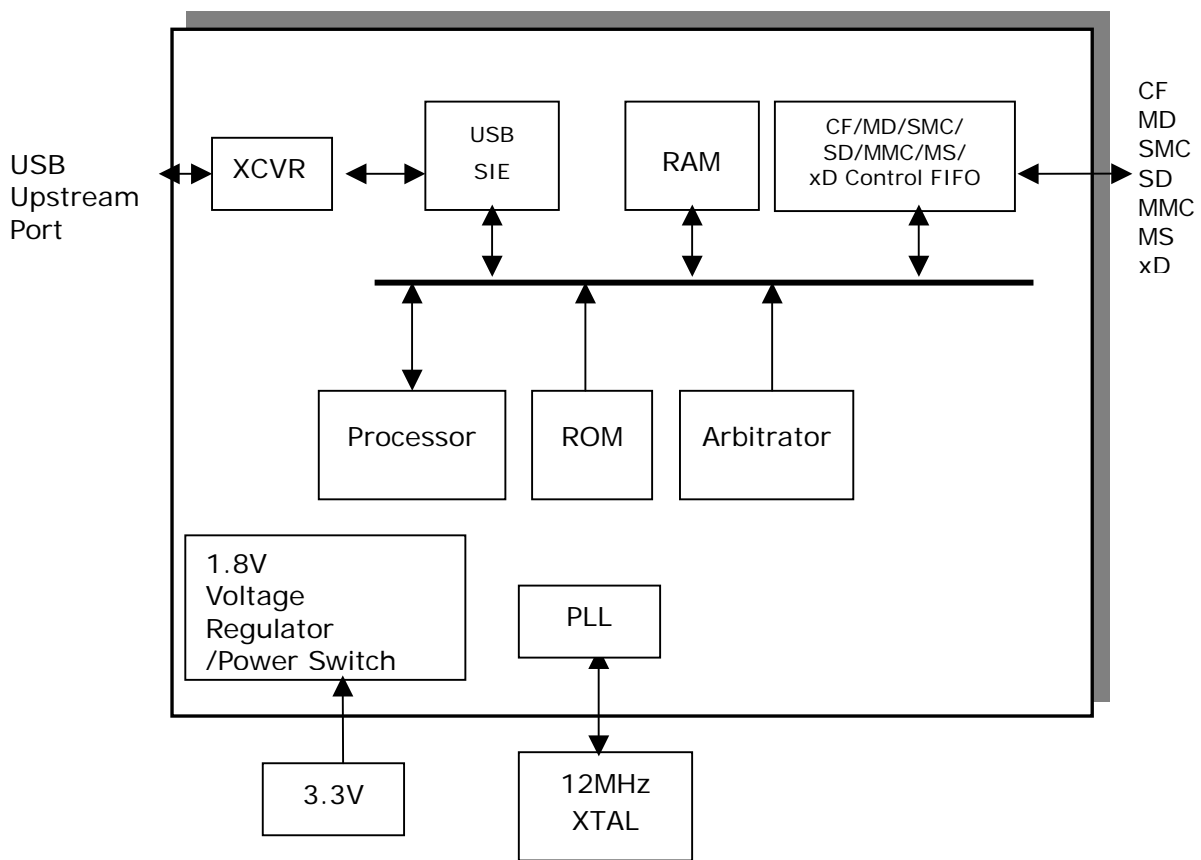 USB
Upstream
Port
XCVR
USB
SIE
RAM
CF/MD/SMC/
SD/MMC/MS/
xD Control FIFO
CF
MD
SMC
SD
MMC
MS
xD
Processor
ROM
Arbitrator
1.8V
Voltage
Regulator
/Power Switch
PLL
3.3V
12MHz
XTAL